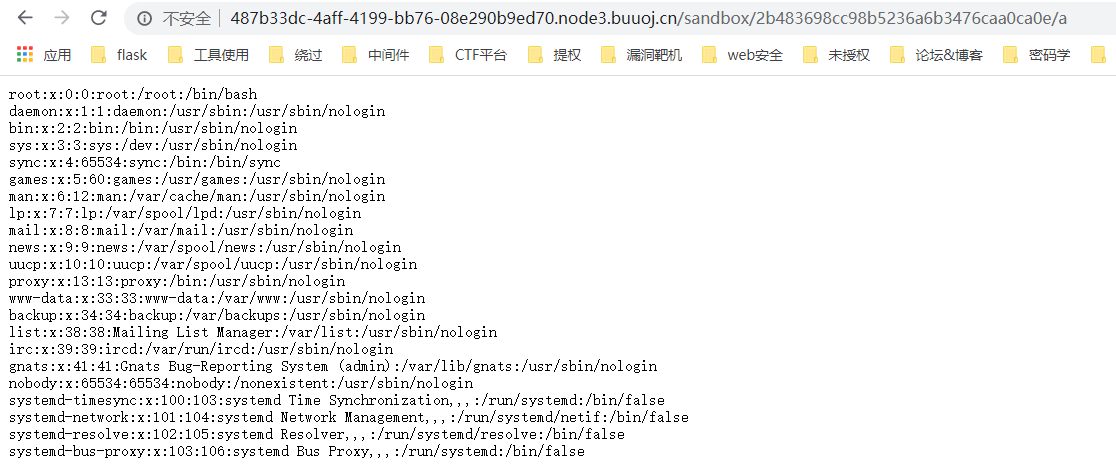 不安全 | 487b33dc-4aff-4199-bb76-08e290b9ed70.node3.buuoj.cn/sandbox/2b483698cc98b5236a6b3476caa0ca0e/a
应用 flask 工具使用 绕过 中间件 CTF平台 提权 漏洞靶机 web安全 未授权 论坛&博客 密码学
root:x:0:0:root:/root:/bin/bash
daemon:x:1:1:daemon:/usr/sbin:/usr/sbin/nologin
bin:x:2:2:bin:/bin:/usr/sbin/nologin
sys:x:3:3:sys:/dev:/usr/sbin/nologin
sync:x:4:65534:sync:/bin:/bin/sync
games:x:5:60:games:/usr/games:/usr/sbin/nologin
man:x:6:12:man:/var/cache/man:/usr/sbin/nologin
lp:x:7:7:lp:/var/spool/lpd:/usr/sbin/nologin
mail:x:8:8:mail:/var/mail:/usr/sbin/nologin
news:x:9:9:news:/var/spool/news:/usr/sbin/nologin
uucp:x:10:10:uucp:/var/spool/uucp:/usr/sbin/nologin
proxy:x:13:13:proxy:/bin:/usr/sbin/nologin
www-data:x:33:33:www-data:/var/www:/usr/sbin/nologin
backup:x:34:34:backup:/var/backups:/usr/sbin/nologin
list:x:38:38:Mailing List Manager:/var/list:/usr/sbin/nologin
irc:x:39:39:ircd:/var/run/ircd:/usr/sbin/nologin
gnats:x:41:41:Gnats Bug-Reporting System (admin):/var/lib/gnats:/usr/sbin/nologin
nobody:x:65534:65534:nobody:/nonexistent:/usr/sbin/nologin
systemd-timesync:x:100:103:systemd Time Synchronization,,,:/run/systemd:/bin/false
systemd-network:x:101:104:systemd Network Management,,,:/run/systemd/netif:/bin/false
systemd-resolve:x:102:105:systemd Resolver,,,:/run/systemd/resolve:/bin/false
systemd-bus-proxy:x:103:106:systemd Bus Proxy,,,:/run/systemd:/bin/false